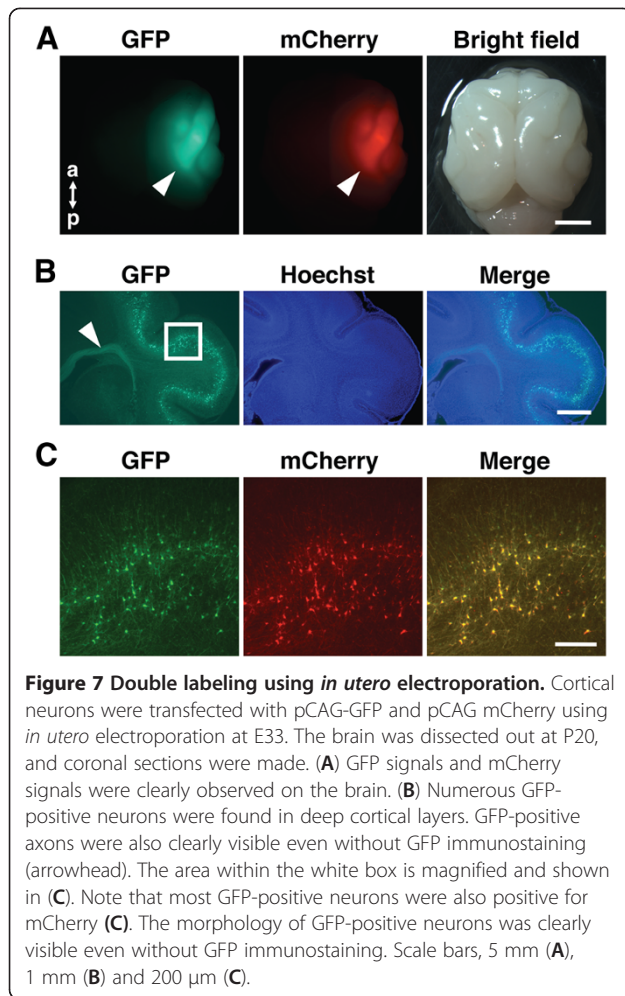 A
GFP
mCherry
Bright field
a
p
B
GFP
Hoechst
Merge
C
GFP
mCherry
Merge
Figure 7 Double labeling using in utero electroporation. Cortical
neurons were transfected with pCAG-GFP and pCAG mCherry using
in utero electroporation at E33. The brain was dissected out at P20,
and coronal sections were made. (A) GFP signals and mCherry
signals were clearly observed on the brain. (B) Numerous GFP-
positive neurons were found in deep cortical layers. GFP-positive
axons were also clearly visible even without GFP immunostaining
(arrowhead). The area within the white box is magnified and shown
in (C). Note that most GFP-positive neurons were also positive for
mCherry (C). The morphology of GFP-positive neurons was clearly
visible even without GFP immunostaining. Scale bars, 5 mm (A),
1 mm (B) and 200 μm (C).